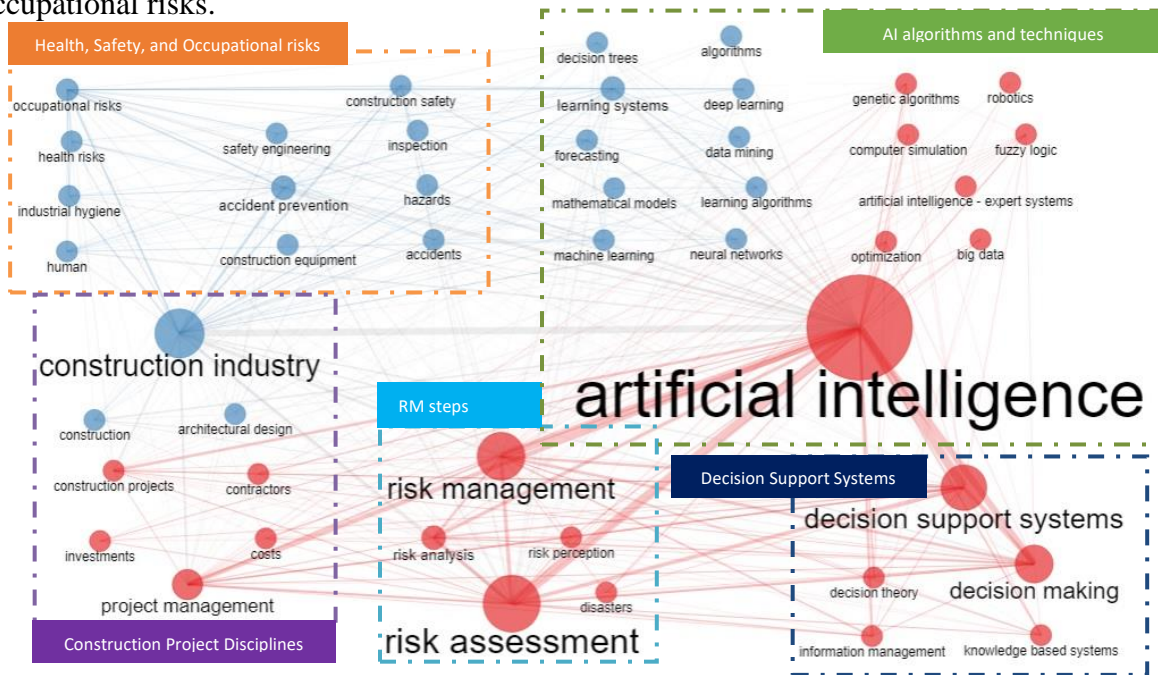 ccupational risks.
Health, Safety, and Occupational risks
AI algorithms and techniques
decision trees
algorithms
occupational risks
construction safety
learning systems
deep learning
genetic algorithms
robotics
health risks
safety engineering
inspection
forecasting
data mining
computer simulation
fuzzy logic
industrial hygiene
accident prevention
hazards
mathematical models
learning algorithms
artificial intelligence - expert systems
human
construction equipment
accidents
machine learning
neural networks
optimization
big data
construction industry
artificial intelligence
RM steps
construction
architectural design
construction projects
contractors
risk management
Decision Support Systems
decision support systems
investments
costs
risk analysis
risk perception
project management
disasters
decision theory
decision making
Construction Project Disciplines
risk assessment
information management
knowledge based systems